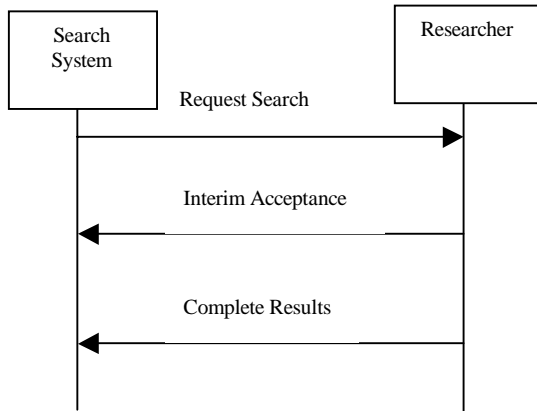 Search
System
Researcher
Request Search
Interim Acceptance
Complete Results